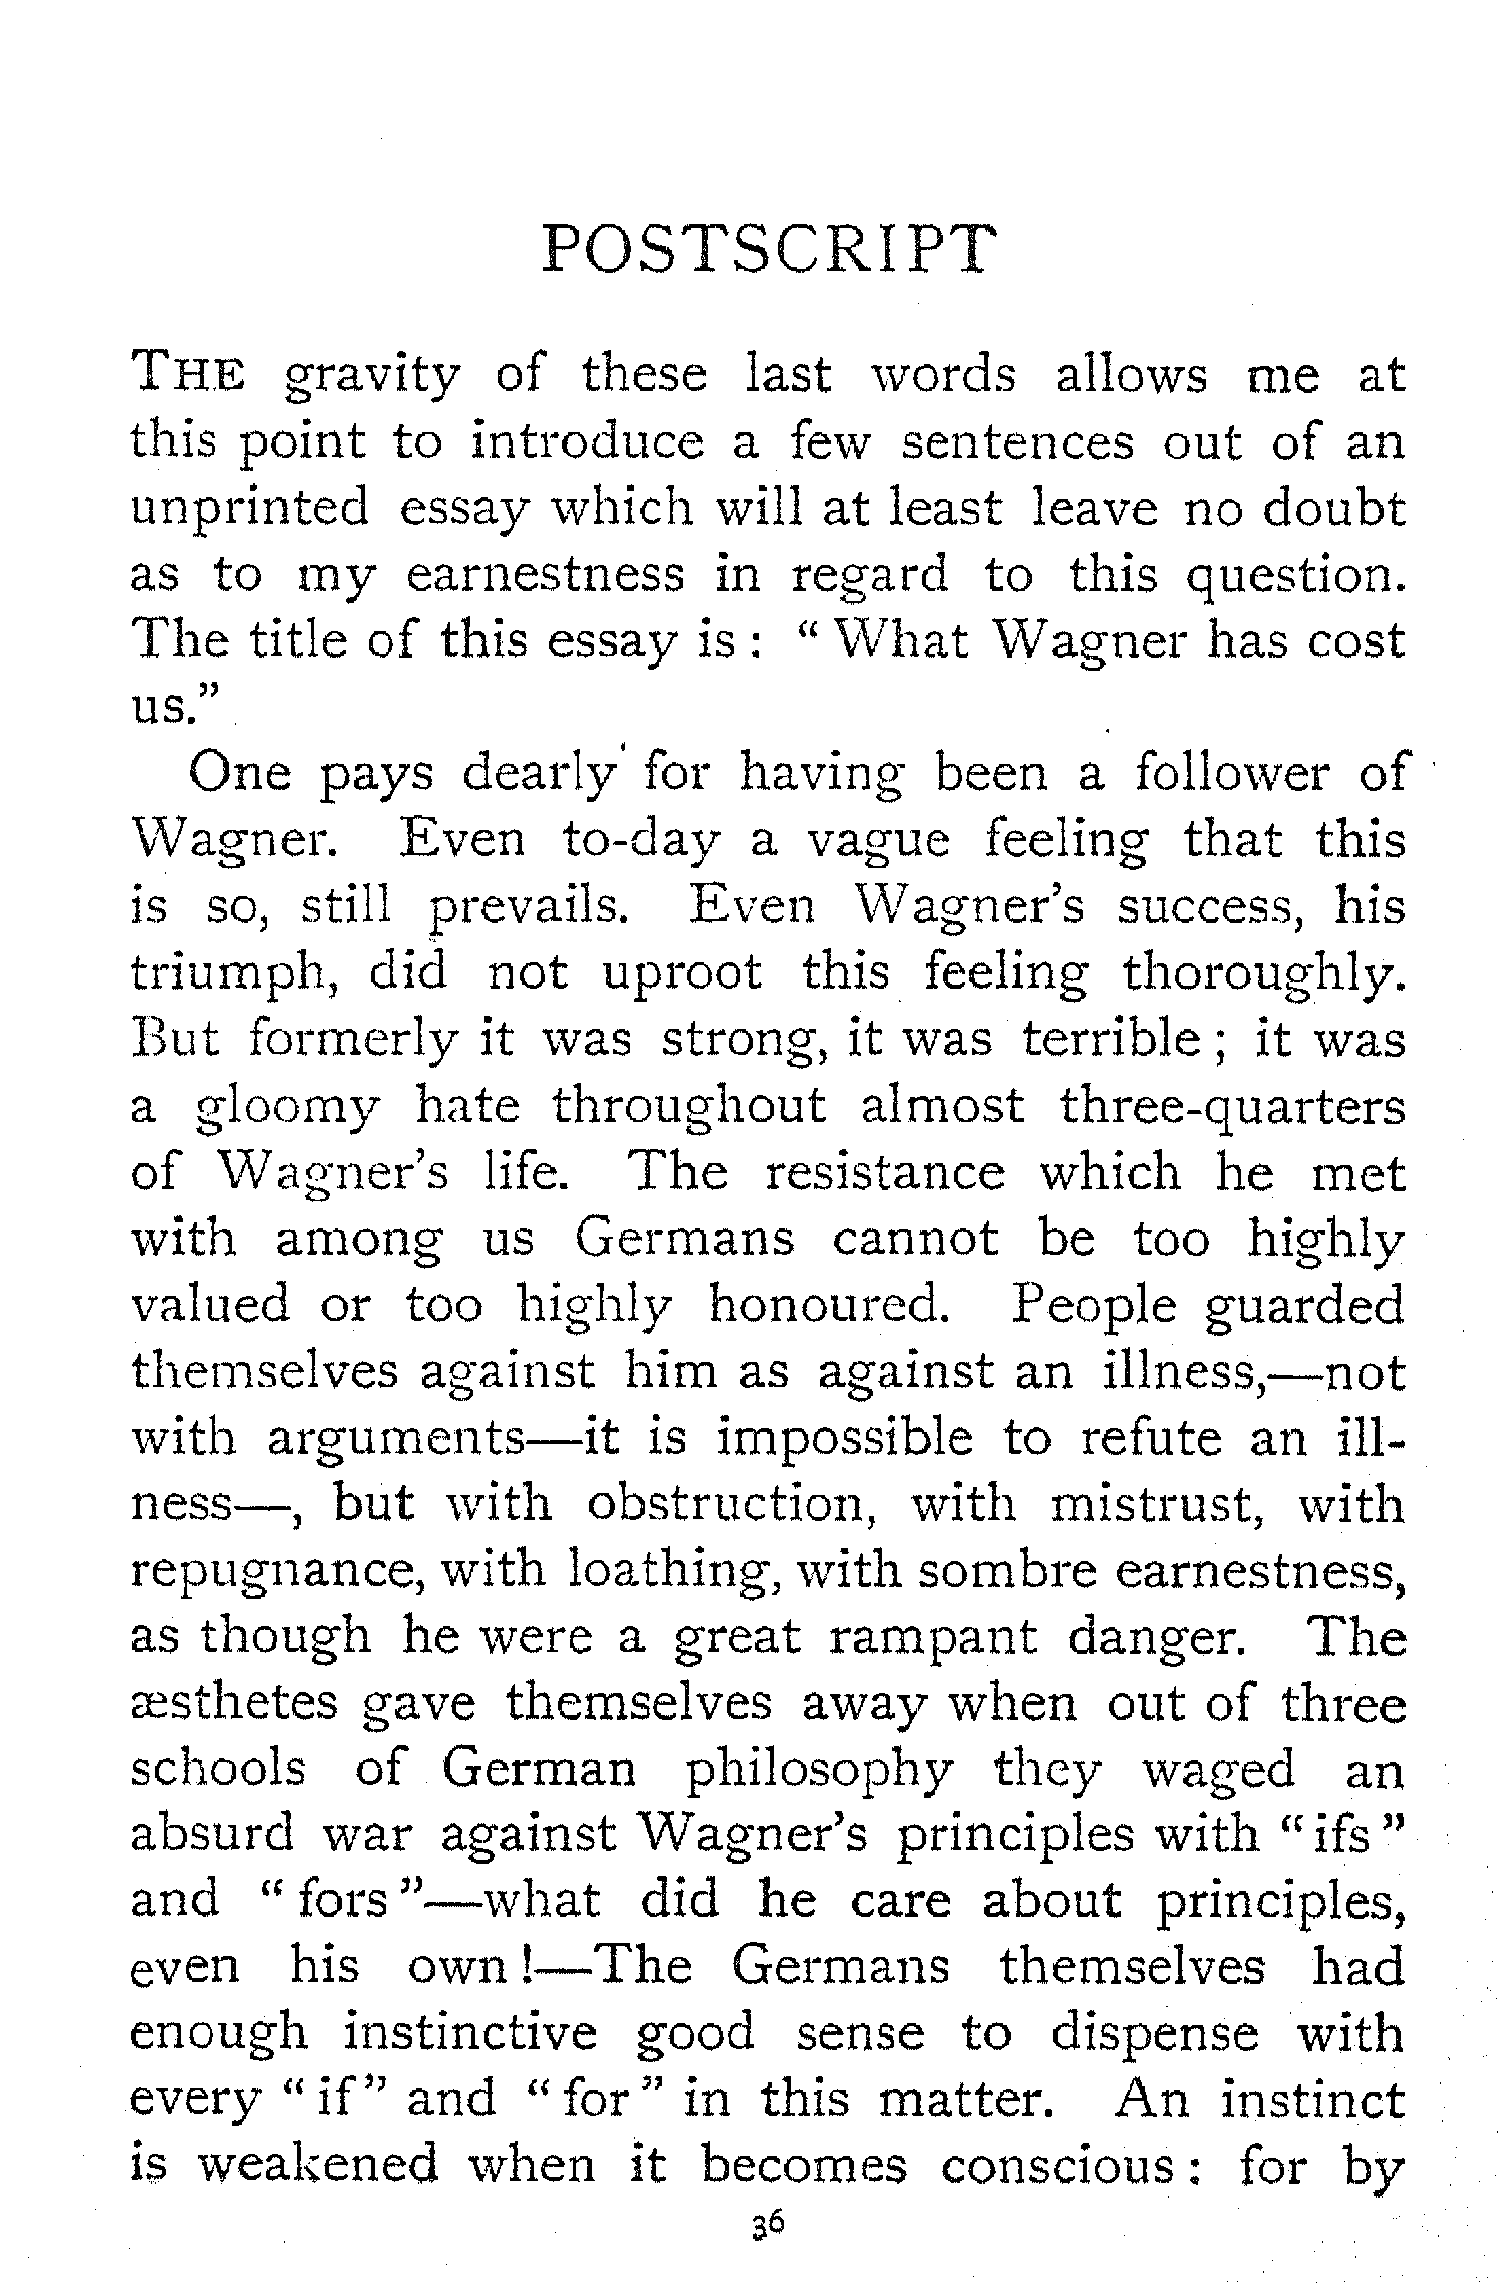 POSTSCRIPT
THE gravity of these last words allows me at
this point to introduce a few sentences out of an
unprinted essay which will at least leave no doubt
as to my earnestness in regard to this question.
The title of this essay is : “ What Wagner has cost
us.”
One pays dearly for having been a follower of
Wagner. Even to-day a vague feeling that this
is so, still prevails. Even Wagner’s success, his
triumph, did not uproot this feeling thoroughly.
But formerly it was strong, it was terrible ; it was
a gloomy hate throughout almost three-quarters
of Wagner’s life. The resistance which he met
with among us Germans cannot be too highly
valued or too highly honoured. People guarded
themselves against him as against an illness,—not
with arguments—it is impossible to refute an ill-
ness—, but with obstruction, with mistrust, with
repugnance, with loathing, with sombre earnestness,
as though he were a great rampant danger. The
æsthetes gave themselves away when out of three
schools of German philosophy they waged an
absurd war against Wagner’s principles with “ ifs ”
and “ fors ”—what did he care about principles,
even his own !—The Germans themselves had
enough instinctive good sense to dispense with
every “ if ” and “ for ” in this matter. An instinct
is weakened when it becomes conscious : for by
36